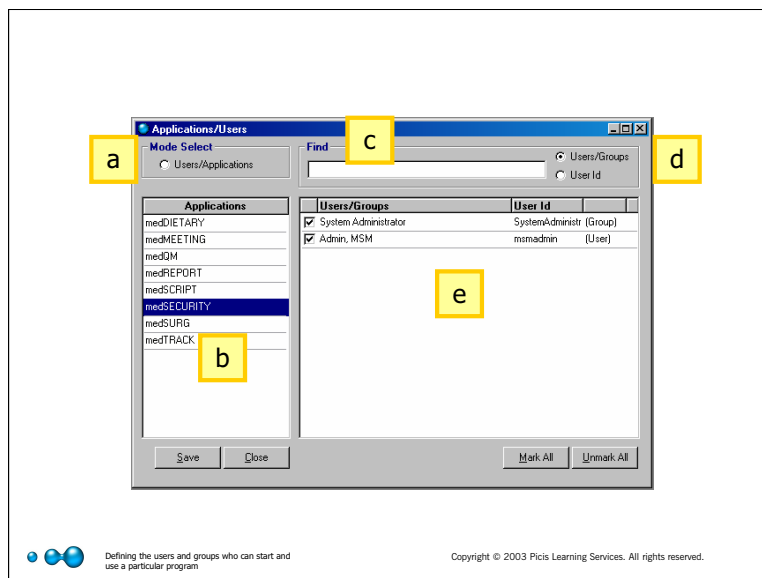 Applications/Users
a
Mode Select
Users/Applications
c
Find
Users/Groups
User Id
d
Applications
medDIETARY
medMEETING
medQM
medREPORT
medSCRIPT
medSECURITY
medSURG
medTRACK
b
Users/Groups User Id
System Administrator SystemAdministr (Group)
Admin, MSM msmadmin (User)
e
Save Close Mark All Unmark All
Defining the users and groups who can start and
use a particular program
Copyright © 2003 Picis Learning Services. All rights reserved.